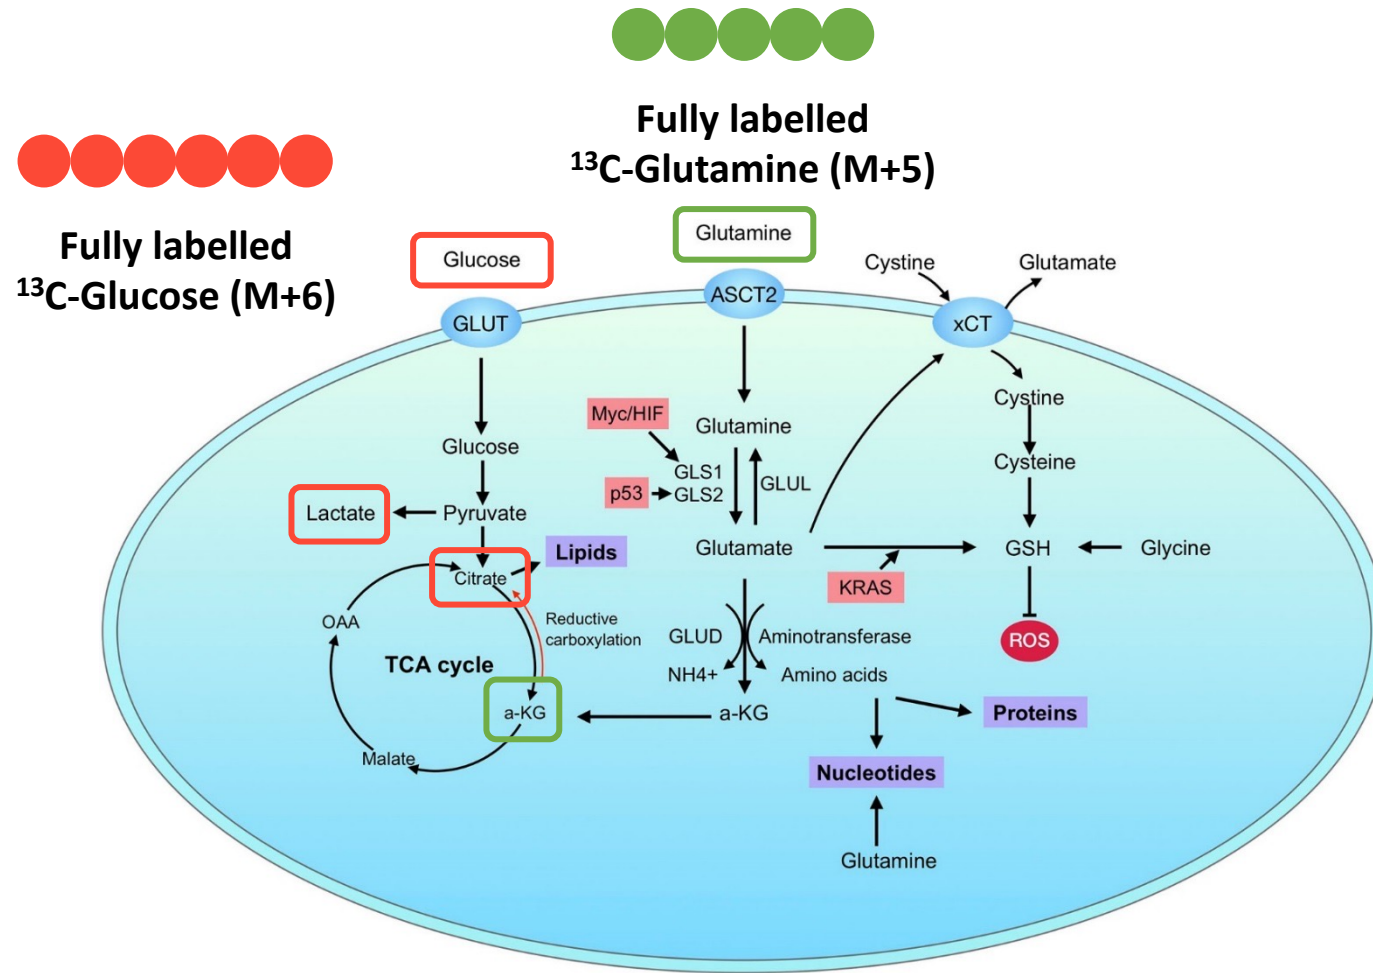 Fully labelled
¹³C-Glutamine (M+5)
Fully labelled
¹³C-Glucose (M+6)
Glucose
Glutamine
Cystine
Glutamate
GLUT
ASCT2
xCT
Cystine
Myc/HIF
Glutamine
Glucose
GLS1
p53
GLS2
GLUL
Cysteine
Lactate
Pyruvate
Glutamate
GSH
Glycine
Lipids
Citrate
KRAS
OAA
Reductive
carboxylation
GLUD
Aminotransferase
ROS
TCA cycle
NH4+
Amino acids
a-KG
a-KG
Proteins
Malate
Nucleotides
Glutamine